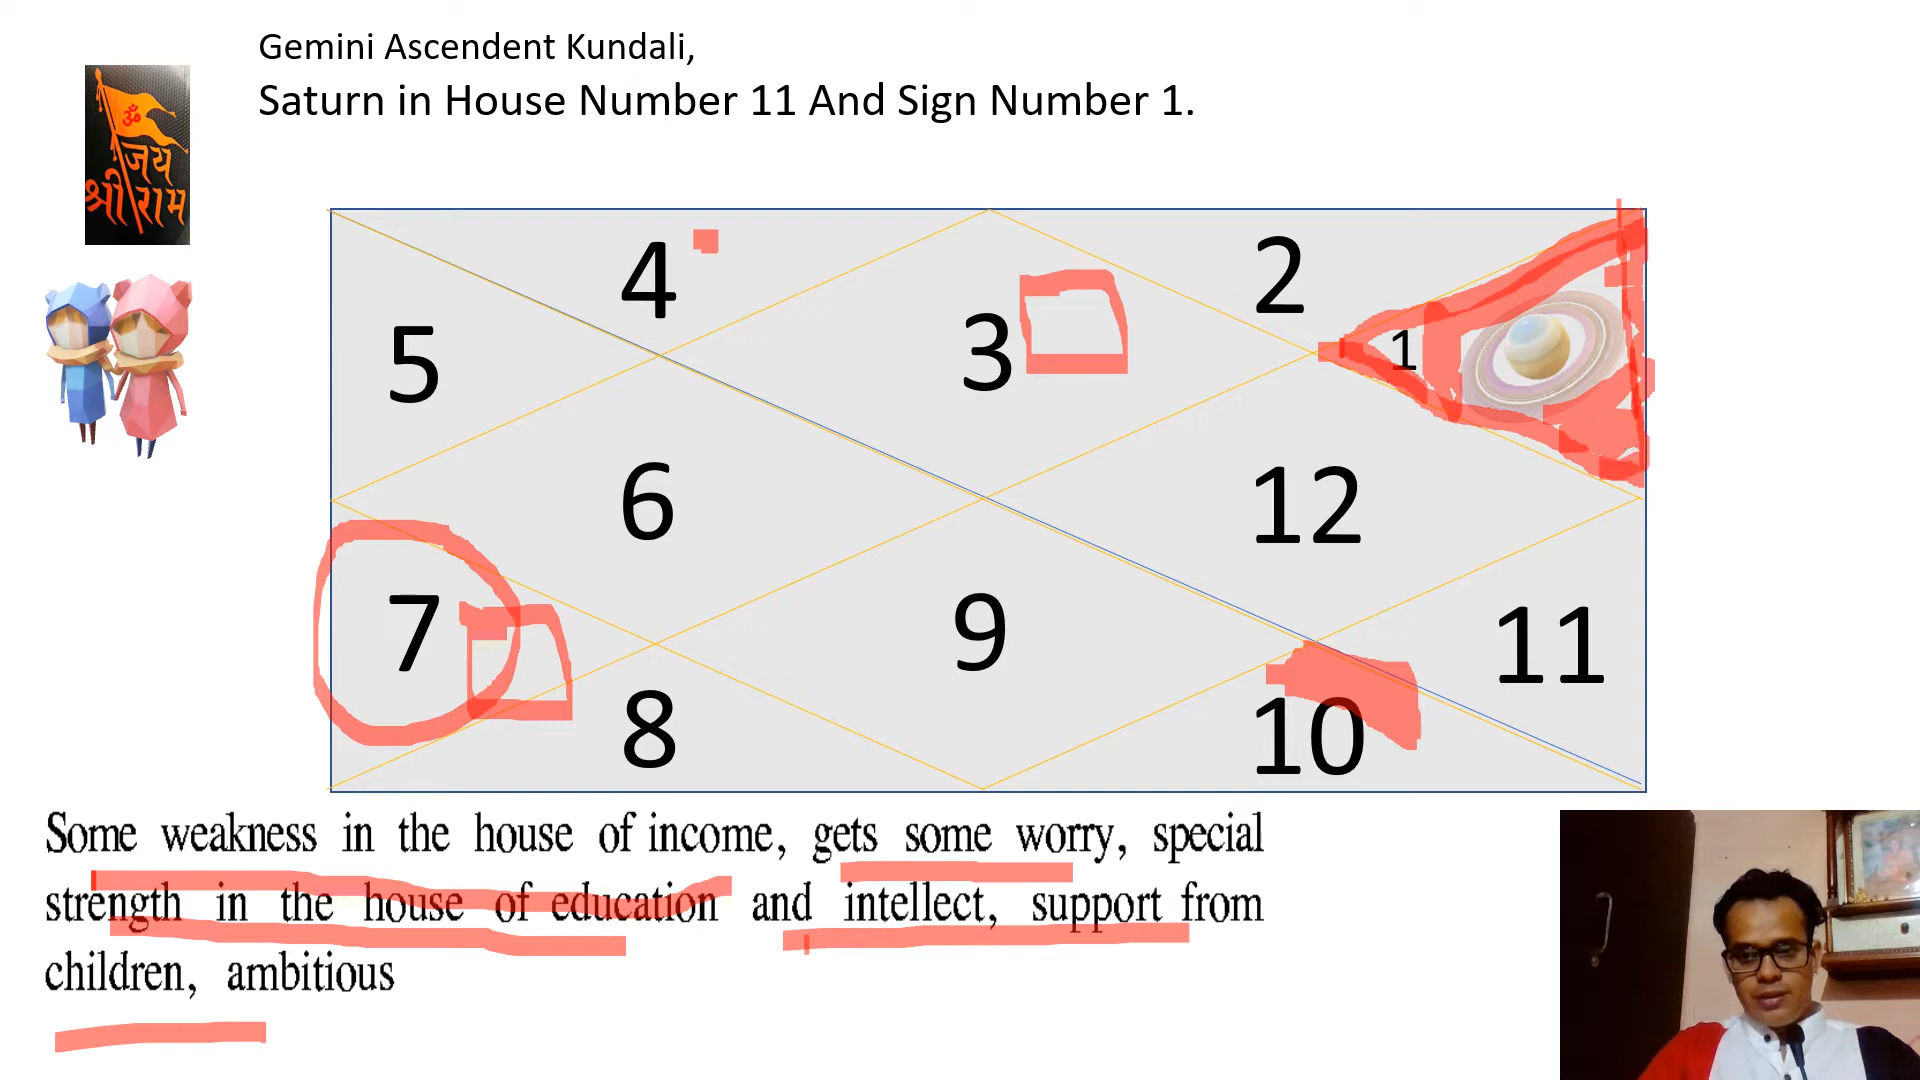 Gemini Ascendent Kundali,
Saturn in House Number 11 And Sign Number 1.
ॐ
जय
श्री राम
4
2
5
3
1
6
12
7
9
11
8
10
Some weakness in the house of income, gets some worry, special
strength in the house of education and intellect, support from
children, ambitious